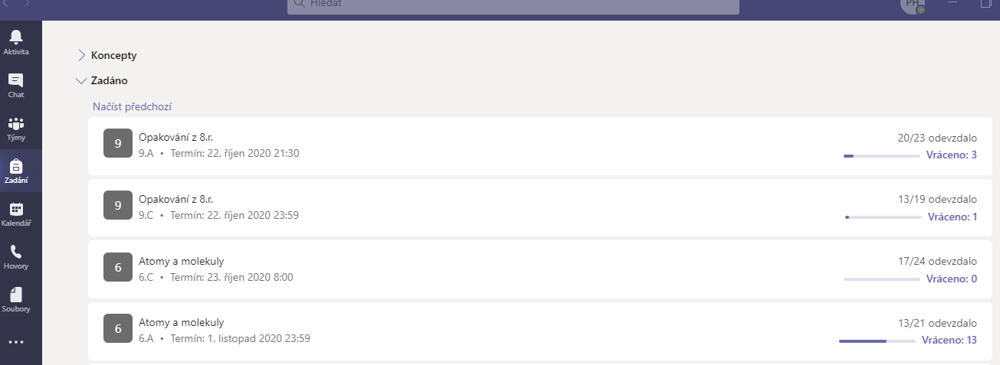 Hledat
PH
Aktivita
Chat
Týmy
Zadání
Kalendář
Hovory
Soubory
Koncepty
Zadáno
Načíst předchozí
9
Opakování z 8.r.
9.A • Termín: 22. říjen 2020 21:30
20/23 odevzdalo
Vráceno: 3
9
Opakování z 8.r.
9.C • Termín: 22. říjen 2020 23:59
13/19 odevzdalo
Vráceno: 1
6
Atomy a molekuly
6.C • Termín: 23. říjen 2020 8:00
17/24 odevzdalo
Vráceno: 0
6
Atomy a molekuly
6.A • Termín: 1. listopad 2020 23:59
13/21 odevzdalo
Vráceno: 13